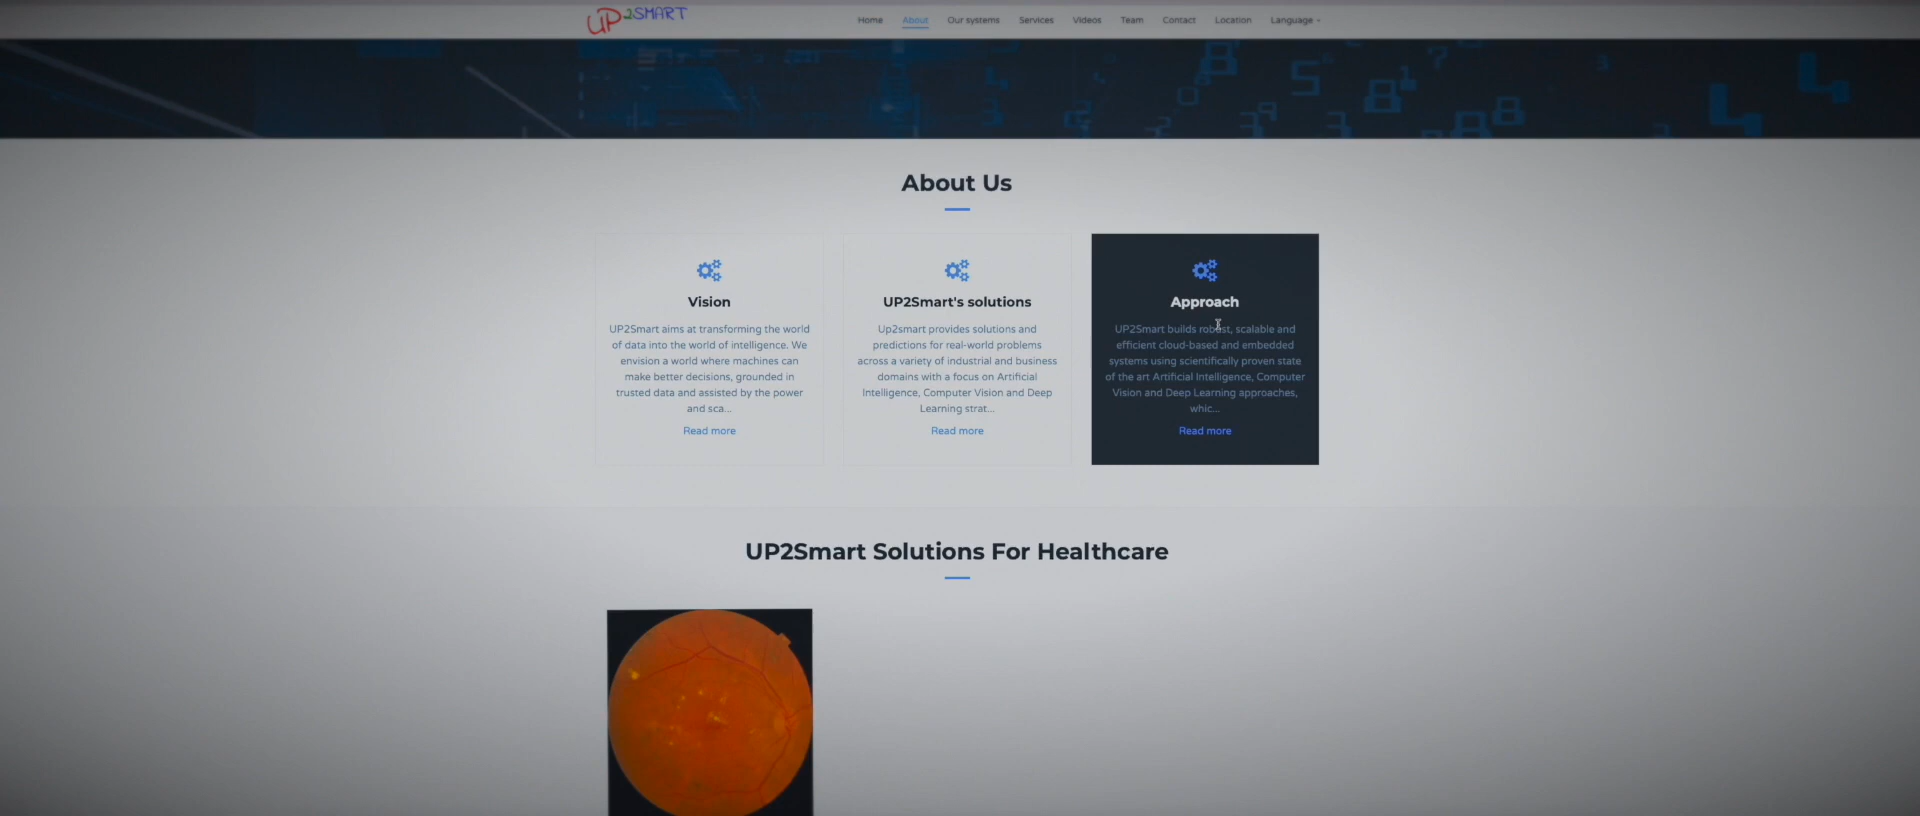 UP2SMART
Home About Our systems Services Videos Team Contact Location Language
About Us
Vision
UP2Smart aims at transforming the world
of data into the world of intelligence. We
envision a world where machines can
make better decisions, grounded in
trusted data and assisted by the power
and sca...
Read more
UP2Smart's solutions
Up2smart provides solutions and
predictions for real-world problems
across a variety of industrial and business
domains with a focus on Artificial
Intelligence, Computer Vision and Deep
Learning strat...
Read more
Approach
UP2Smart builds robust, scalable and
efficient cloud-based and embedded
systems using scientifically proven state
of the art Artificial Intelligence, Computer
Vision and Deep Learning approaches,
whic...
Read more
UP2Smart Solutions For Healthcare